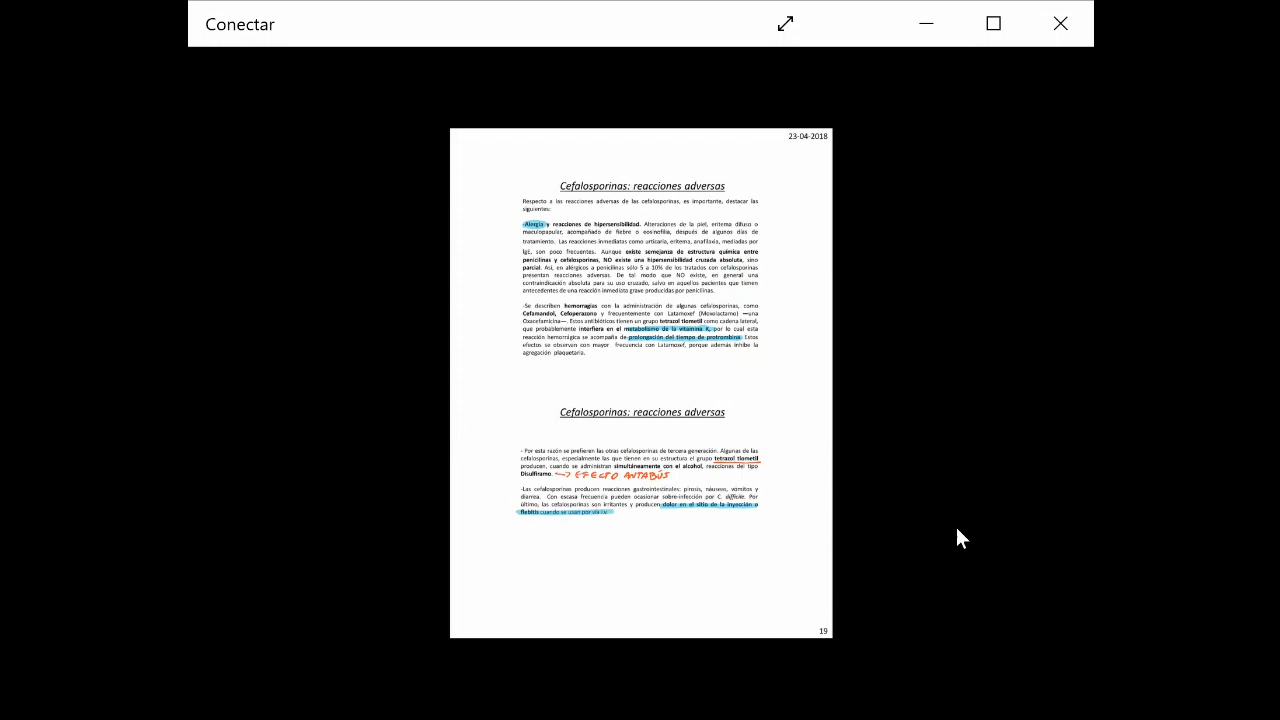 Conectar
23-04-2018
Cefalosporinas: reacciones adversas
Respecto a las reacciones adversas de las cefalosporinas, es importante, destacar las
siguientes:
-Alergia y reacciones de hipersensibilidad. Alteraciones de la piel, eritema difuso o
maculopapular, acompañado de fiebre o eosinofilia, después de algunos días de
tratamiento. Las reacciones inmediatas como urticaria, eritema, anafilaxia, mediadas por
IgE, son poco frecuentes. Aunque existe semejanza de estructura química entre
penicilinas y cefalosporinas, NO existe una hipersensibilidad cruzada absoluta, sino
parcial. Así, en alérgicos a penicilinas sólo 5 a 10% de los tratados con cefalosporinas
presentan reacciones adversas. De tal modo que NO existe, en general una
contraindicación absoluta para su uso cruzado, salvo en aquellos pacientes que tienen
antecedentes de una reacción inmediata grave producidas por penicilinas.
-Se describen hemorragias con la administración de algunas cefalosporinas, como
Cefamandol, Cefoperazona y frecuentemente con Latamoxef (Moxolactamo) —una
Oxacefamicina—. Estos antibióticos tienen un grupo tetrazol tiometil como cadena lateral,
que probablemente interfiera en el metabolismo de la vitamina K, por lo cual esta
reacción hemorrágica se acompaña de prolongación del tiempo de protrombina. Estos
efectos se observan con mayor frecuencia con Latamoxef, porque además inhibe la
agregación plaquetaria.
Cefalosporinas: reacciones adversas
- Por esta razón se prefieren las otras cefalosporinas de tercera generación. Algunas de las
cefalosporinas, especialmente las que tienen en su estructura el grupo tetrazol tiometil
producen, cuando se administran simultáneamente con el alcohol, reacciones del tipo
Disulfiramo. → EFECTO ANTABÚS
-Las cefalosporinas producen reacciones gastrointestinales: pirosis, náuseas, vómitos y
diarrea. Con escasa frecuencia pueden ocasionar sobre-infección por C. difficile. Por
último, las cefalosporinas son irritantes y producen dolor en el sitio de la inyección o
flebitis cuando se usan por vía i.v.
19